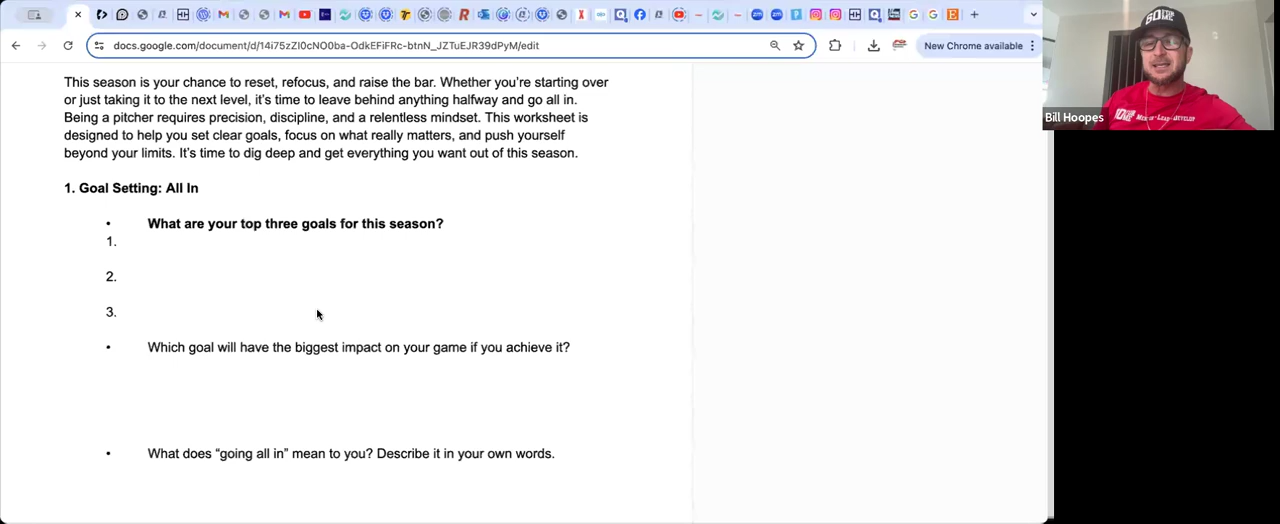 docs.google.com/document/d/14i75zZl0cNO0ba-OdkEFiFRc-btnN_JZTuEJR39dPyM/edit
New Chrome available
This season is your chance to reset, refocus, and raise the bar. Whether you’re starting over
or just taking it to the next level, it’s time to leave behind anything halfway and go all in.
Being a pitcher requires precision, discipline, and a relentless mindset. This worksheet is
designed to help you set clear goals, focus on what really matters, and push yourself
beyond your limits. It’s time to dig deep and get everything you want out of this season.
1. Goal Setting: All In
• What are your top three goals for this season?
1.
2.
3.
• Which goal will have the biggest impact on your game if you achieve it?
• What does “going all in” mean to you? Describe it in your own words.
Bill Hoopes